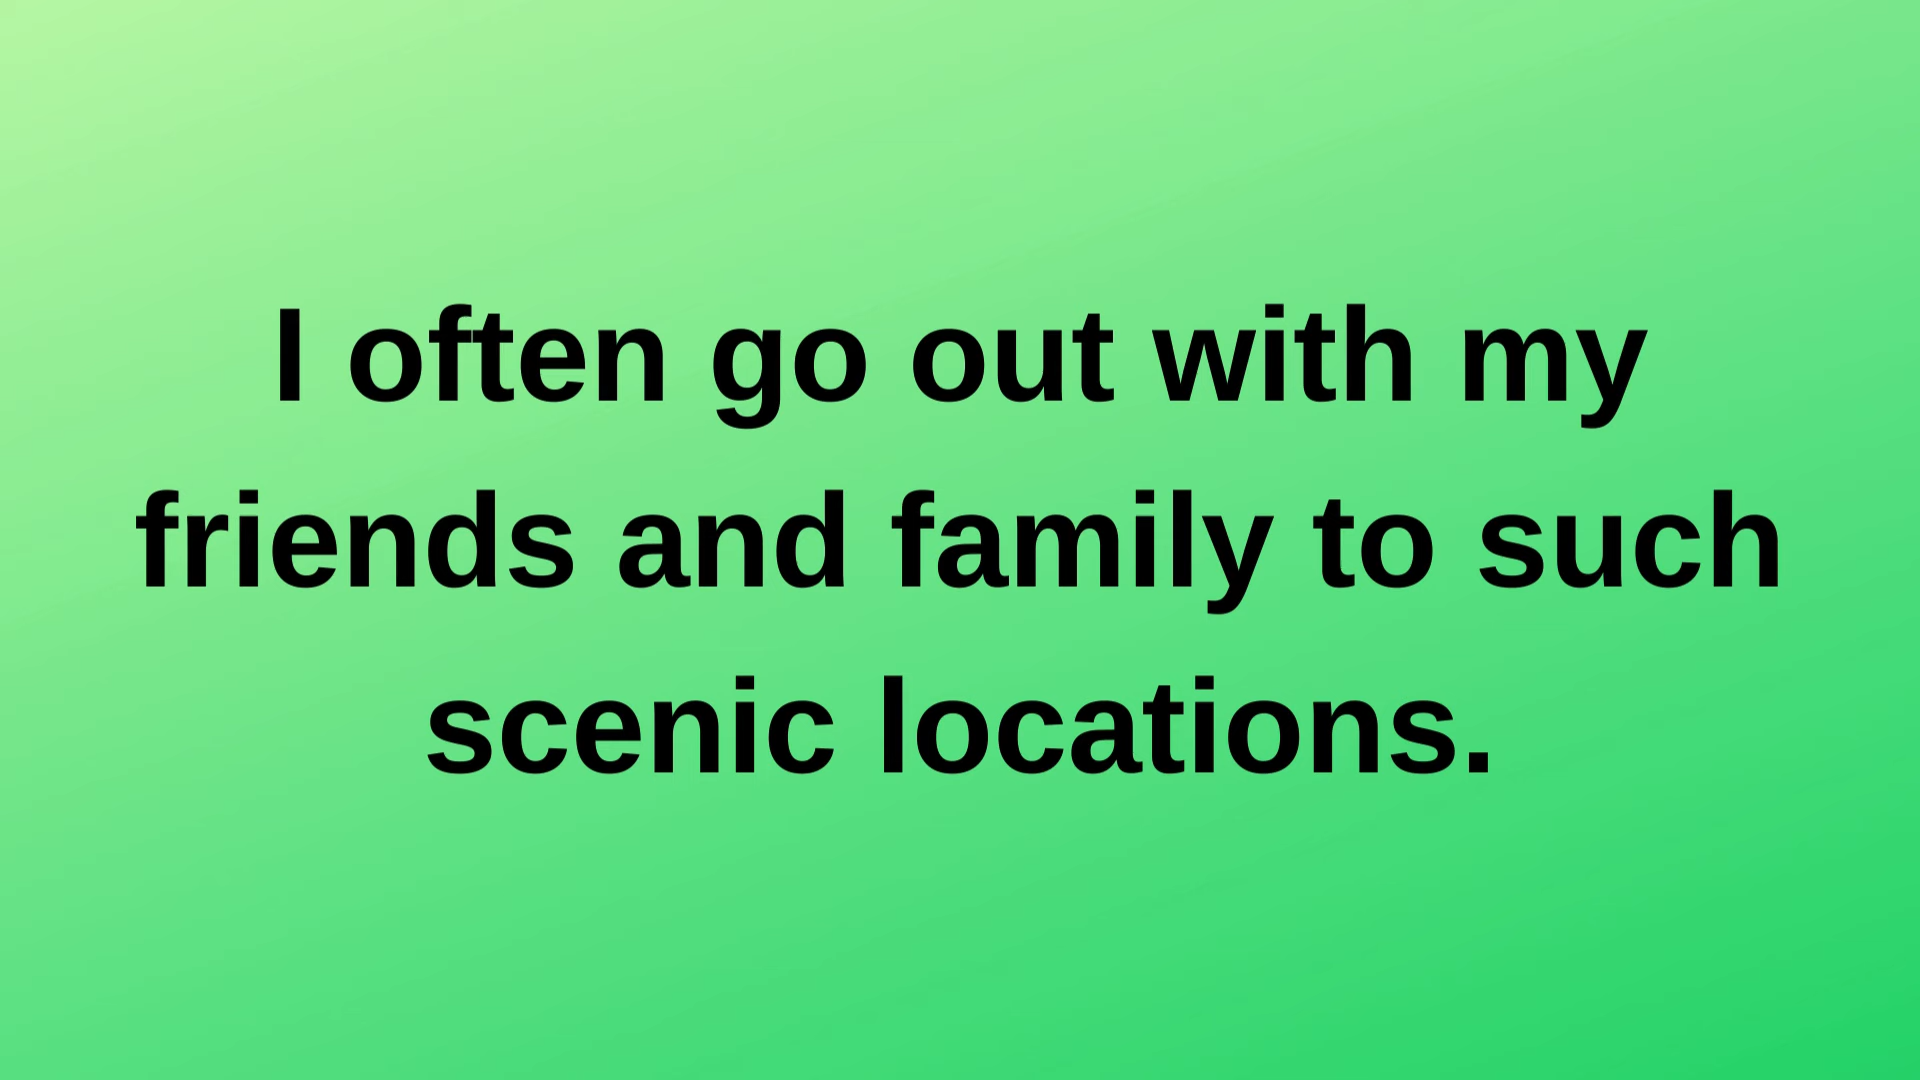 I often go out with my
friends and family to such
scenic locations.